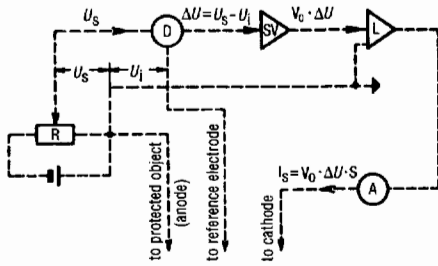 U_s
D
ΔU=U_s-U_i
SV
V_0·ΔU
L
U_s
U_i
R
I_S=V_0·ΔU·S
A
to protected object
(anode)
to reference electrode
to cathode